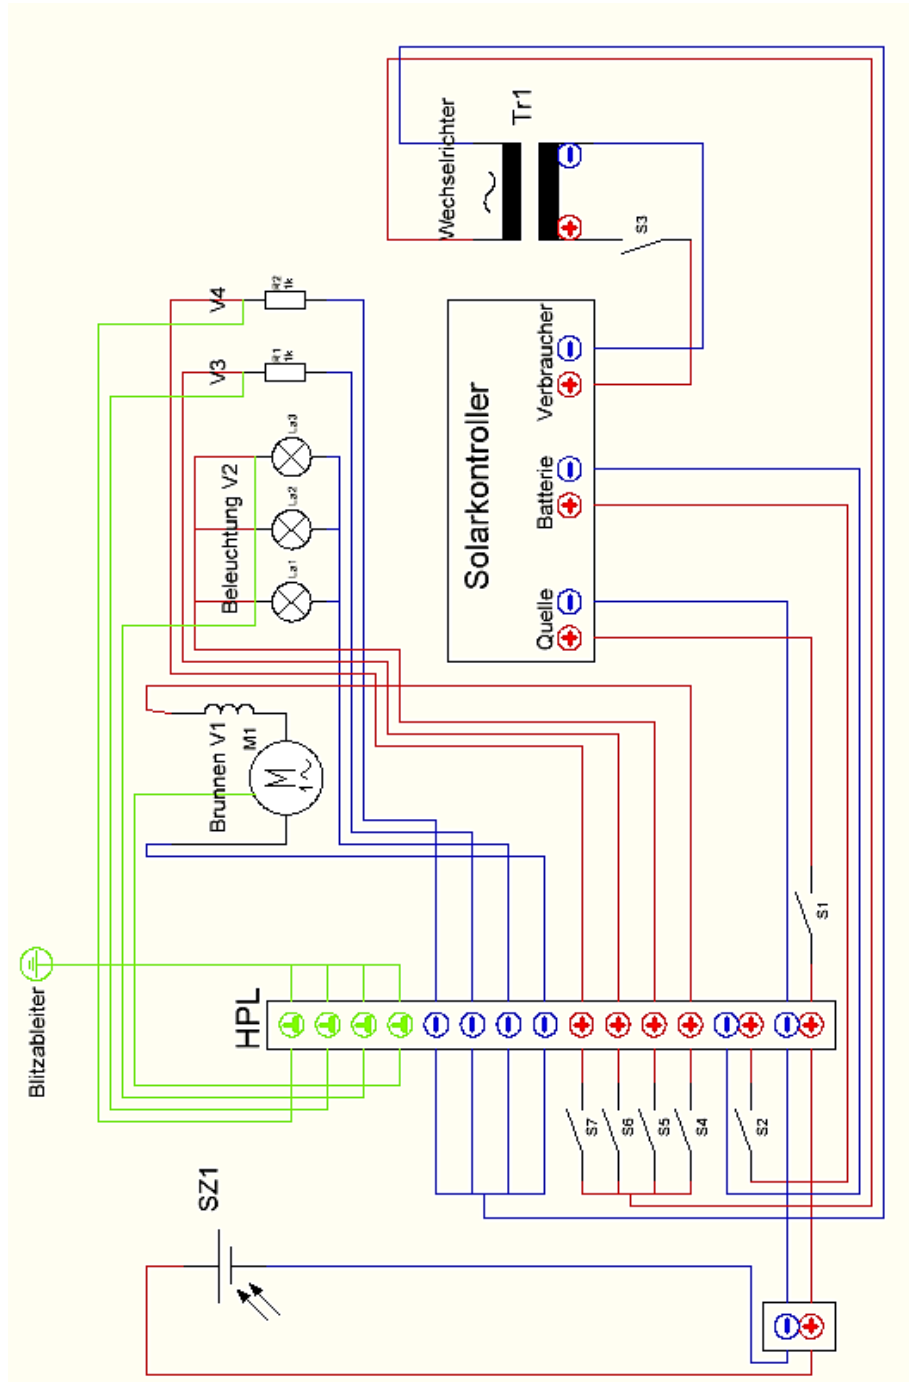 Tr1
Wechselrichter
S3
V4
R2
1k
V3
R1
1k
Beleuchtung V2
La3
La2
La1
Solarkontroller
Verbraucher
Batterie
Quelle
Brunnen V1
M1
M
1~
S1
Blitzableiter
HPL
S7
S6
S5
S4
S2
SZ1